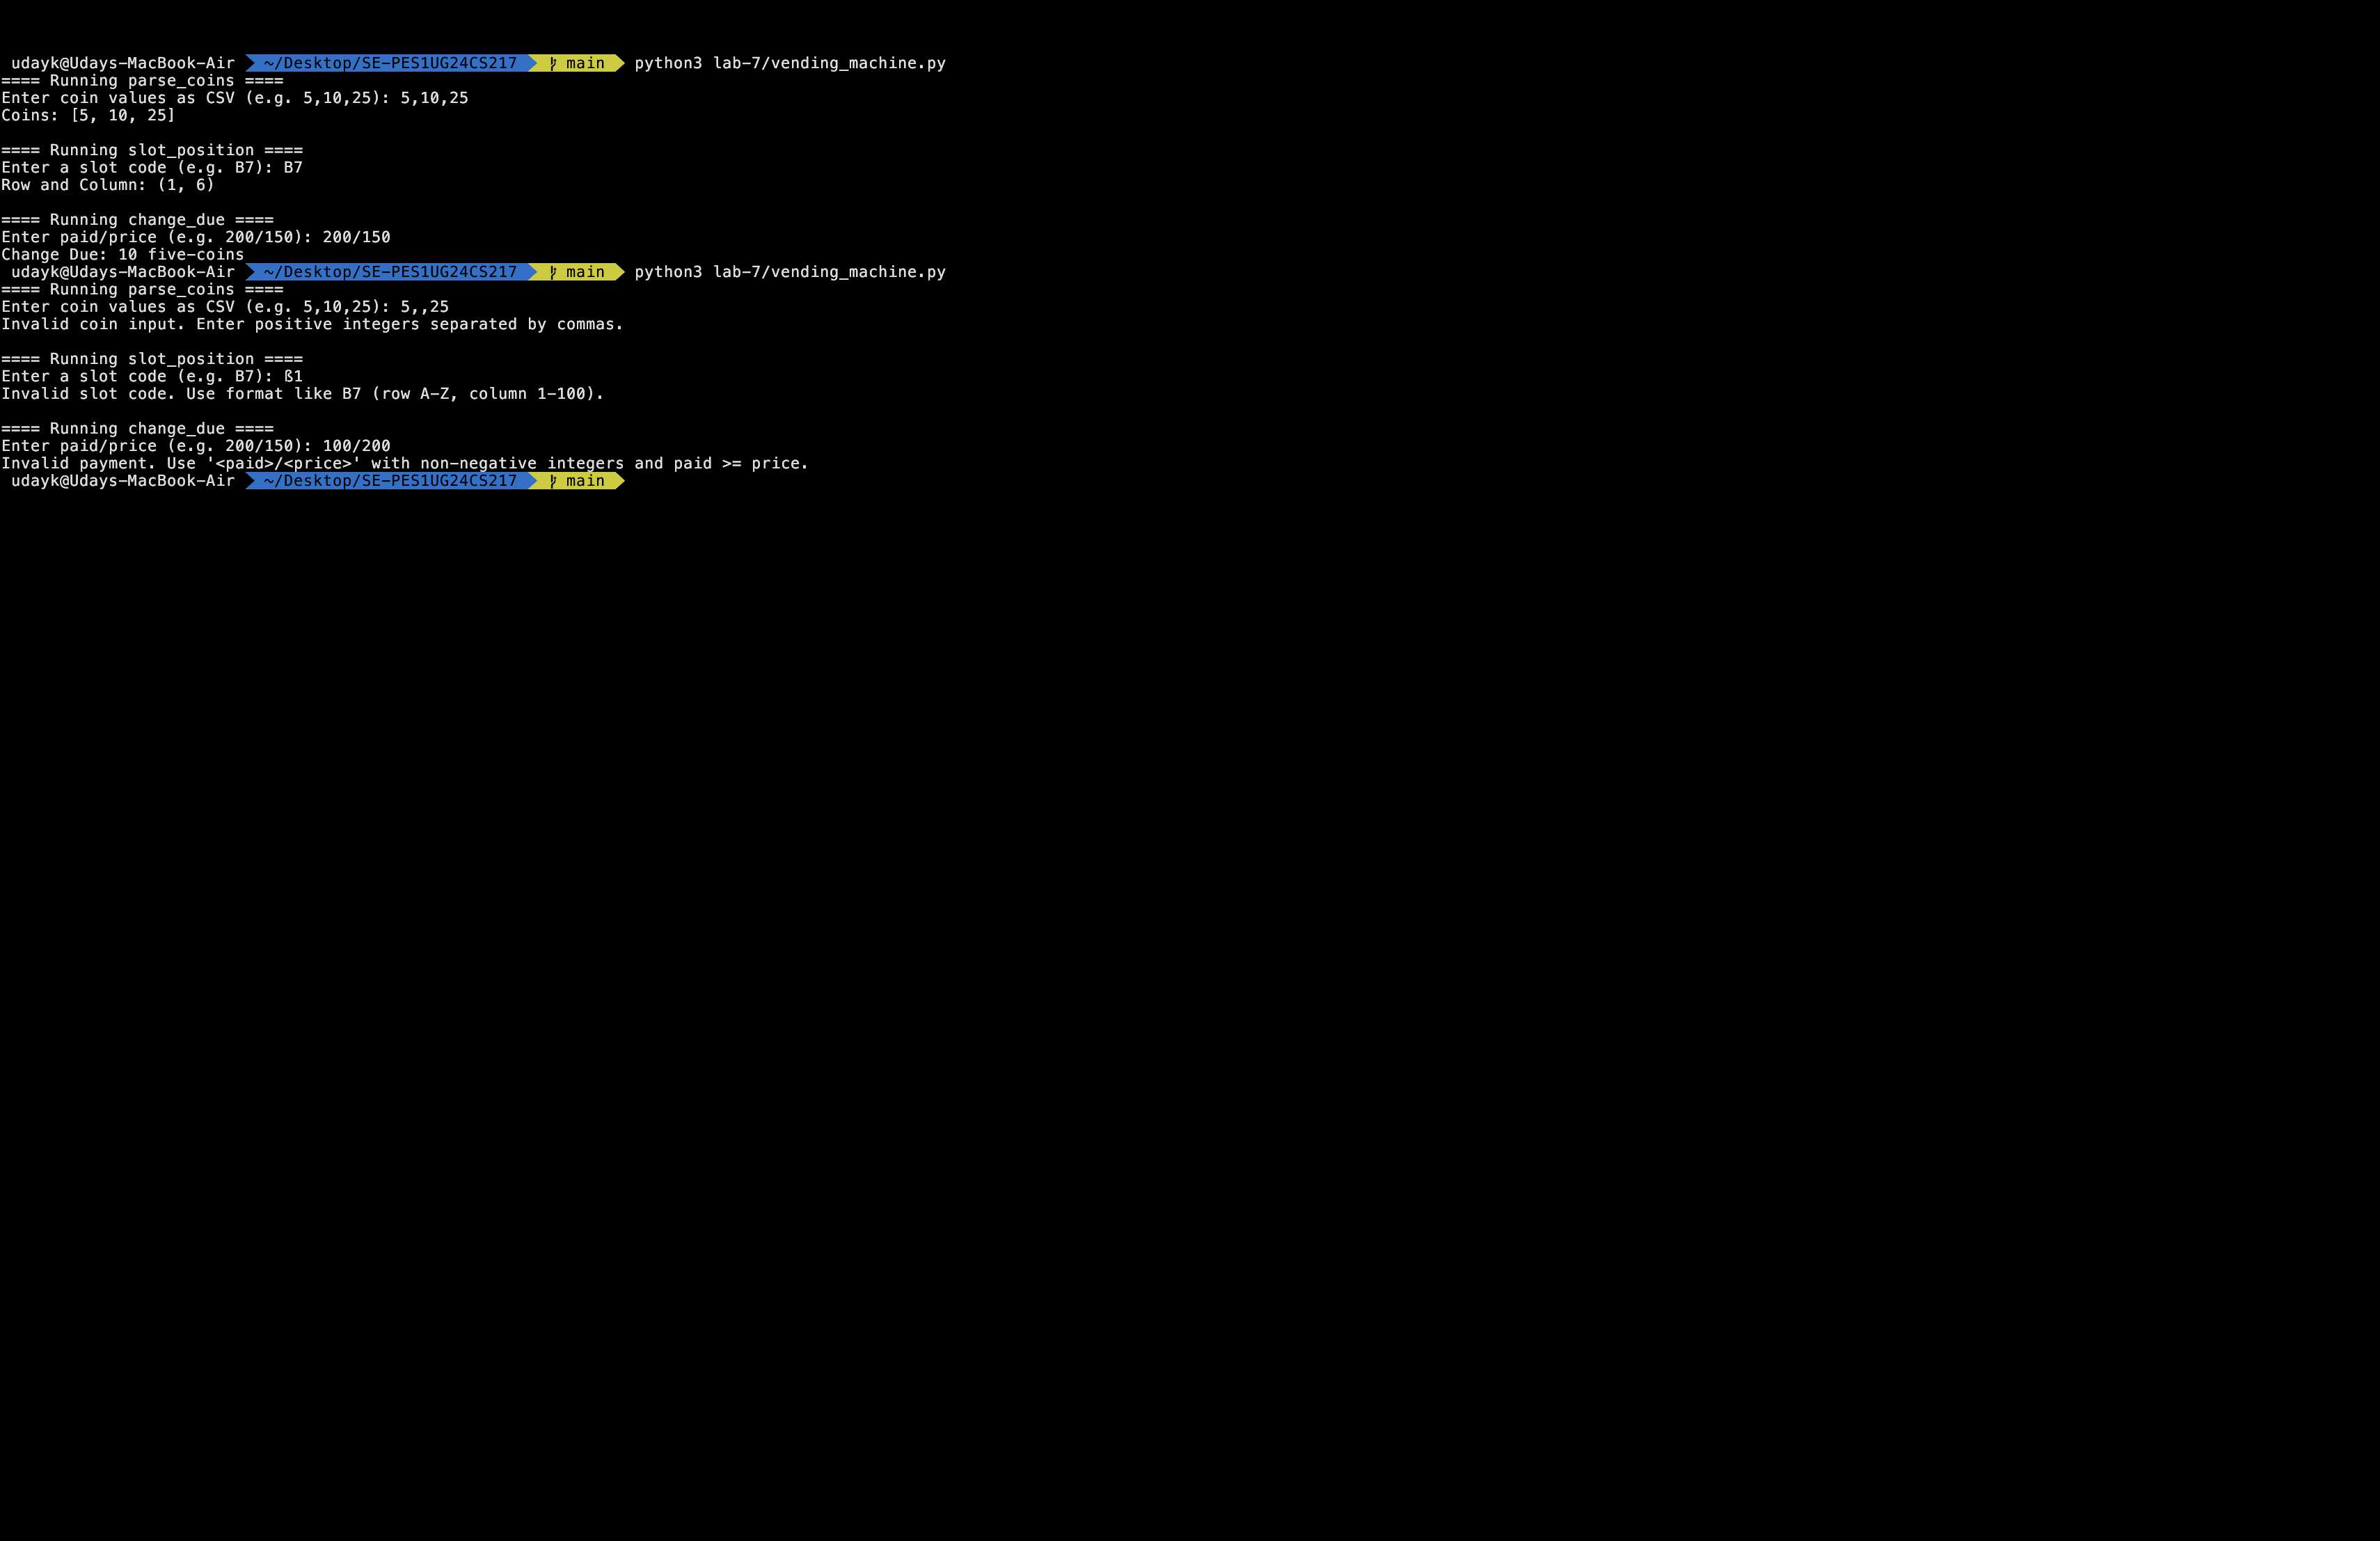 udayk@Udays-MacBook-Air ~/Desktop/SE-PES1UG24CS217 main python3 lab-7/vending_machine.py
==== Running parse_coins ====
Enter coin values as CSV (e.g. 5,10,25): 5,10,25
Coins: [5, 10, 25]
==== Running slot_position ====
Enter a slot code (e.g. B7): B7
Row and Column: (1, 6)
==== Running change_due ====
Enter paid/price (e.g. 200/150): 200/150
Change Due: 10 five-coins
udayk@Udays-MacBook-Air ~/Desktop/SE-PES1UG24CS217 main python3 lab-7/vending_machine.py
==== Running parse_coins ====
Enter coin values as CSV (e.g. 5,10,25): 5,,25
Invalid coin input. Enter positive integers separated by commas.
==== Running slot_position ====
Enter a slot code (e.g. B7): ß1
Invalid slot code. Use format like B7 (row A-Z, column 1-100).
==== Running change_due ====
Enter paid/price (e.g. 200/150): 100/200
Invalid payment. Use '<paid>/<price>' with non-negative integers and paid >= price.
udayk@Udays-MacBook-Air ~/Desktop/SE-PES1UG24CS217 main